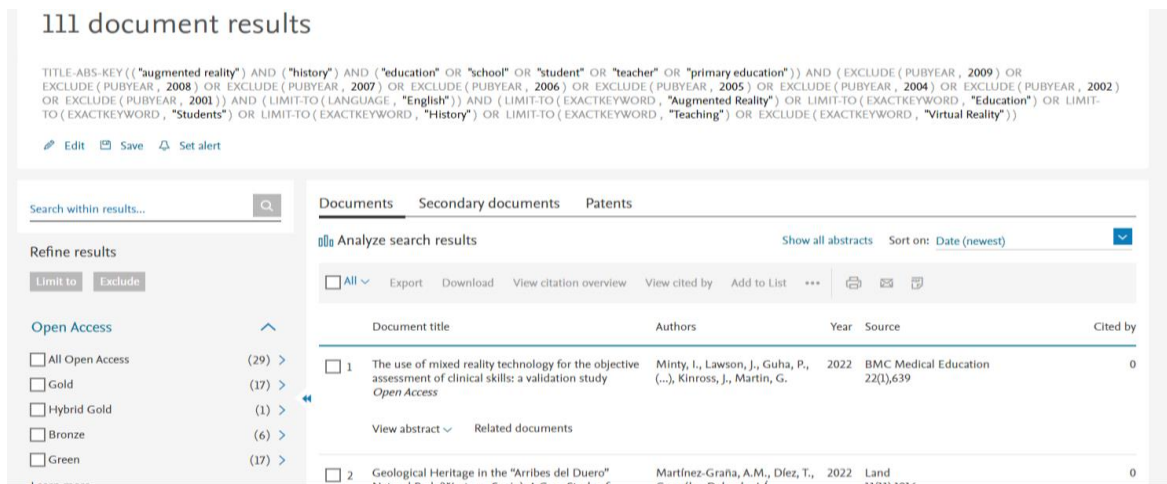 111 document results
TITLE-ABS-KEY ( ( "augmented reality" ) AND ( "history" ) AND ( "education" OR "school" OR "student" OR "teacher" OR "primary education" ) ) AND ( EXCLUDE ( PUBYEAR , 2009 ) OR
EXCLUDE ( PUBYEAR , 2008 ) OR EXCLUDE ( PUBYEAR , 2007 ) OR EXCLUDE ( PUBYEAR , 2006 ) OR EXCLUDE ( PUBYEAR , 2005 ) OR EXCLUDE ( PUBYEAR , 2004 ) OR EXCLUDE ( PUBYEAR , 2002 )
OR EXCLUDE ( PUBYEAR , 2001 ) ) AND ( LIMIT-TO ( LANGUAGE , "English" ) ) AND ( LIMIT-TO ( EXACTKEYWORD , "Augmented Reality" ) OR LIMIT-TO ( EXACTKEYWORD , "Education" ) OR LIMIT-
TO ( EXACTKEYWORD , "Students" ) OR LIMIT-TO ( EXACTKEYWORD , "History" ) OR LIMIT-TO ( EXACTKEYWORD , "Teaching" ) OR EXCLUDE ( EXACTKEYWORD , "Virtual Reality" ) )
Edit Save Set alert
Search within results...
Refine results
Limit to Exclude
Open Access
All Open Access (29)
Gold (17)
Hybrid Gold (1)
Bronze (6)
Green (17)
Documents Secondary documents Patents
Analyze search results Show all abstracts Sort on: Date (newest)
All Export Download View citation overview View cited by Add to List ...
Document title Authors Year Source Cited by
1 The use of mixed reality technology for the objective Minty, I., Lawson, J., Guha, P., 2022 BMC Medical Education 0
assessment of clinical skills: a validation study (...), Kinross, J., Martin, G. 22(1),639
Open Access
View abstract Related documents
2 Geological Heritage in the "Arribes del Duero" Martínez-Graña, A.M., Díez, T., 2022 Land 0